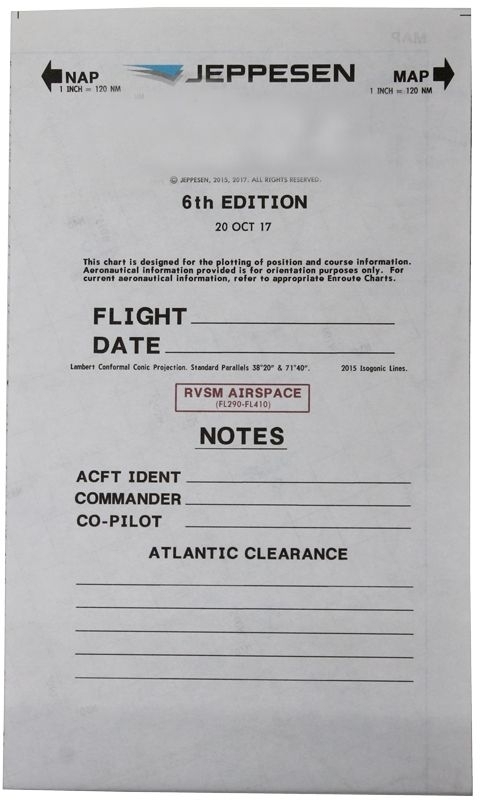 NAP JEPPESEN MAP
1 INCH = 120 NM 1 INCH = 120 NM
© JEPPESEN, 2015, 2017. ALL RIGHTS RESERVED.
6th EDITION
20 OCT 17
This chart is designed for the plotting of position and course information.
Aeronautical information provided is for orientation purposes only. For
current aeronautical information, refer to appropriate Enroute Charts.
FLIGHT
DATE
Lambert Conformal Conic Projection. Standard Parallels 38°20" & 71°40". 2015 Isogonic Lines.
RVSM AIRSPACE
(FL290-FL410)
NOTES
ACFT IDENT
COMMANDER
CO-PILOT
ATLANTIC CLEARANCE